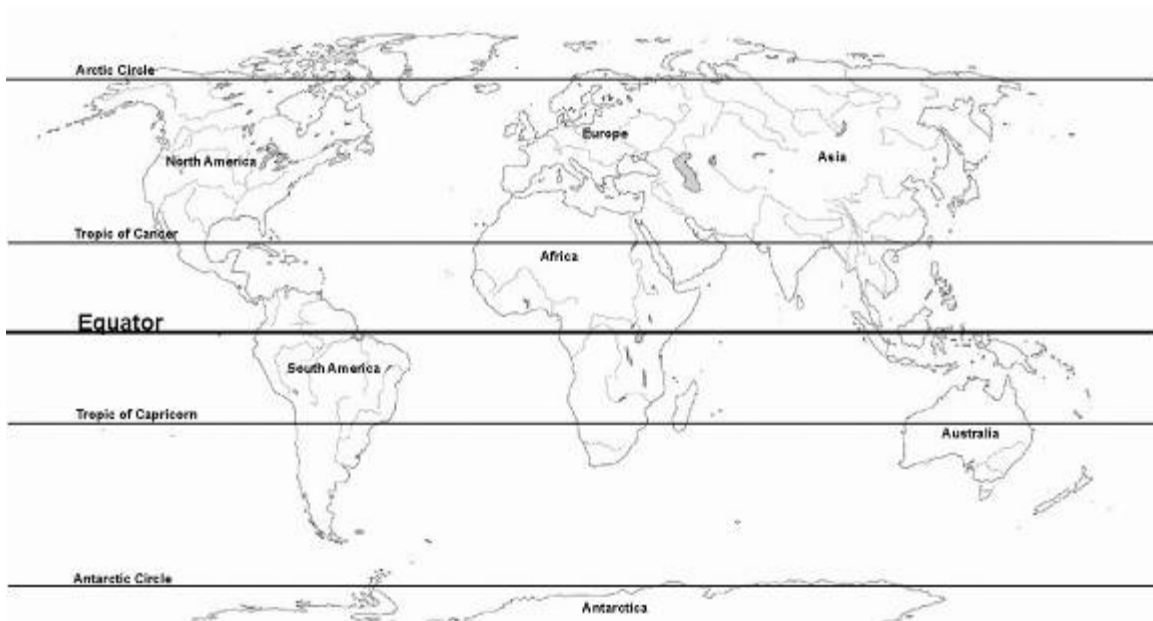 Arctic Circle
Europe
North America
Asia
Tropic of Cancer
Africa
Equator
South America
Tropic of Capricorn
Australia
Antarctic Circle
Antarctica